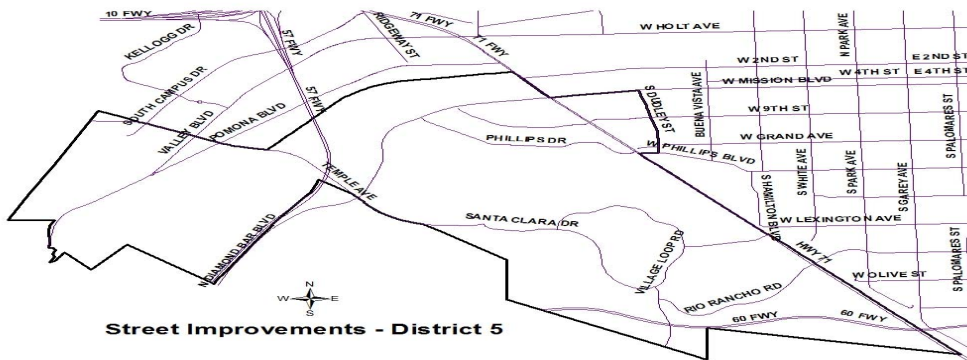 10 FWY
KELLOGG DR
57 FWY
RIDGEWAY ST
71 FWY
71 FWY
W HOLT AVE
N PARK AVE
SOUTH CAMPUS DR
VALLEY BLVD
POMONA BLVD
57 FWY
W 2ND ST
E 2ND ST
W MISSION BLVD
W 4TH ST
E 4TH ST
S DUDLEY ST
BUENA VISTA AVE
W 9TH ST
S PALOMARES ST
PHILLIPS DR
W GRAND AVE
W PHILLIPS BLVD
TEMPLE AVE
S HAMILTON BLVD
S WHITE AVE
S PARK AVE
S GAREY AVE
SANTA CLARA DR
W LEXINGTON AVE
N DIAMOND BAR BLVD
VILLAGE LOOP RD
HWY 71
S PALOMARES ST
W OLIVE ST
RIO RANCHO RD
60 FWY
60 FWY
N
W E
S
Street Improvements - District 5